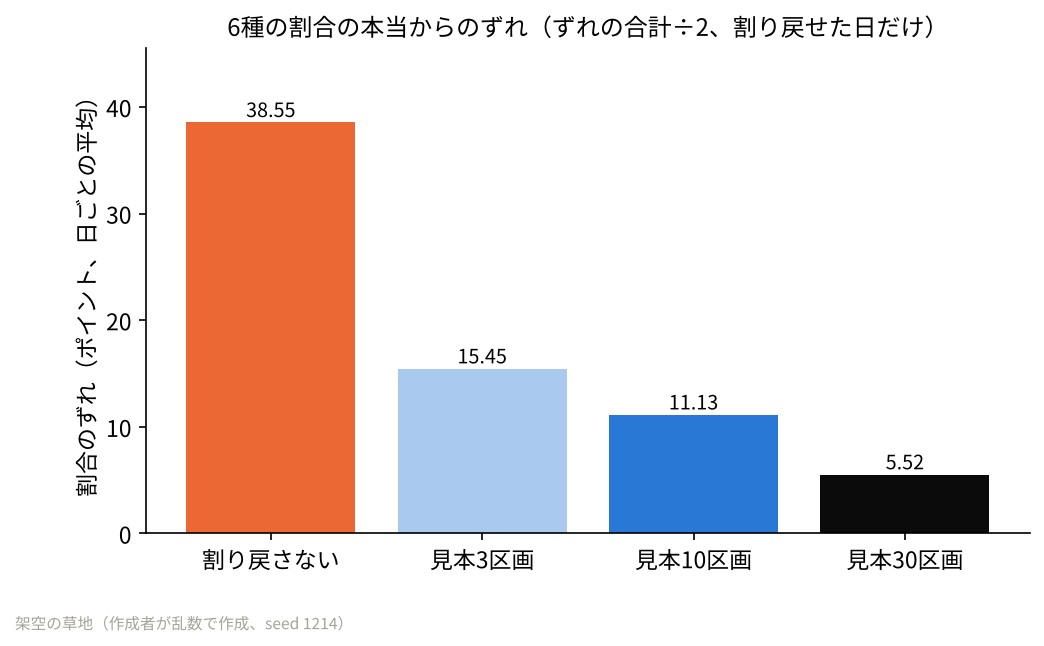 6種の割合の本当からのずれ（ずれの合計÷2、割り戻せた日だけ）
割合のずれ（ポイント、日ごとの平均）
40
30
20
10
0
38.55
15.45
11.13
5.52
割り戻さない
見本3区画
見本10区画
見本30区画
架空の草地（作成者が乱数で作成、seed 1214）